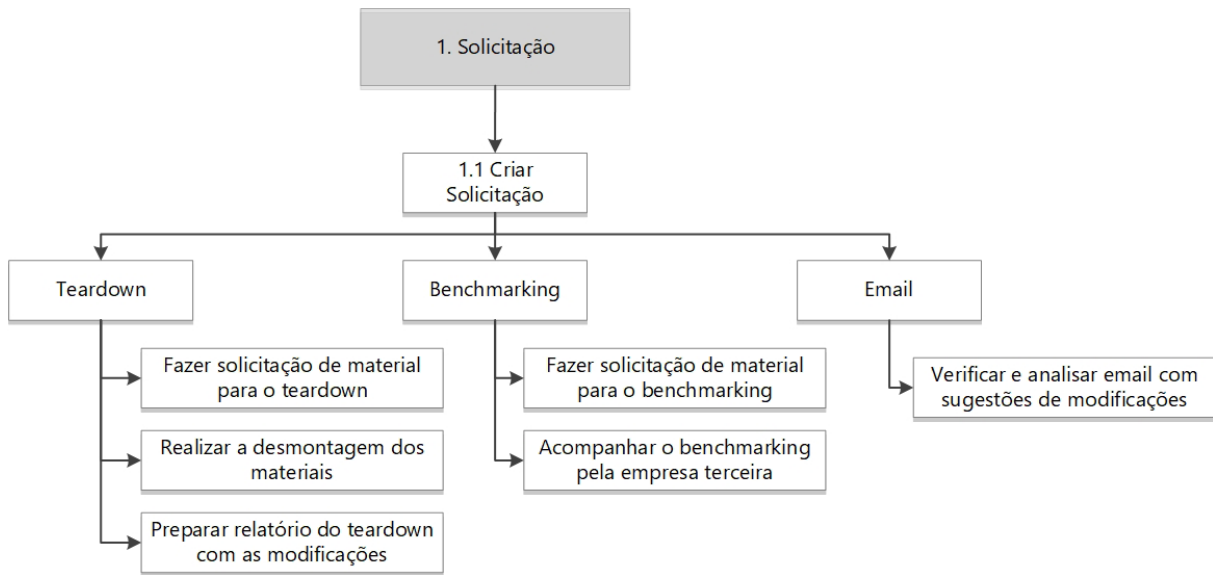 1. Solicitação
1.1 Criar
Solicitação
Teardown
Fazer solicitação de material
para o teardown
Realizar a desmontagem dos
materiais
Preparar relatório do teardown
com as modificações
Benchmarking
Fazer solicitação de material
para o benchmarking
Acompanhar o benchmarking
pela empresa terceira
Email
Verificar e analisar email com
sugestões de modificações